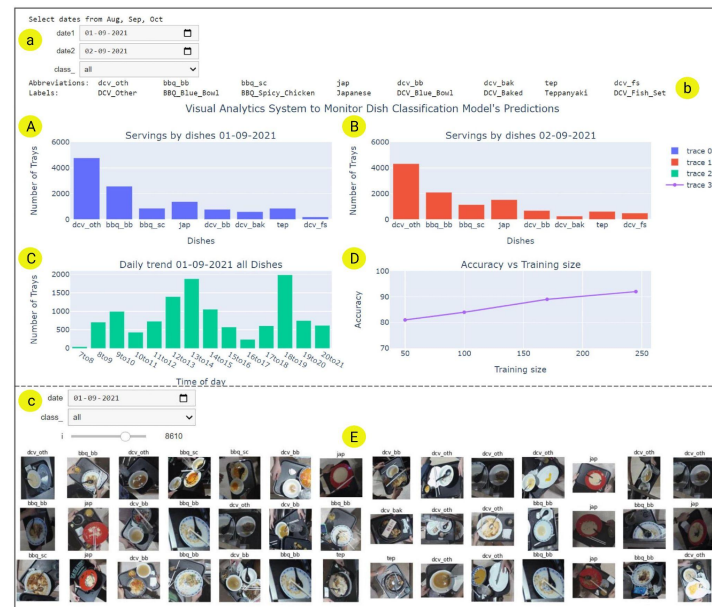 Select dates from Aug, Sep, Oct
a
date1 01-09-2021
date2 02-09-2021
class_ all
b
Abbreviations: dcv_oth bbq_bb bbq_sc jap dcv_bb dcv_bak tep dcv_fs
Labels: DCV_Other BBQ_Blue_Bowl BBQ_Spicy_Chicken Japanese DCV_Blue_Bowl DCV_Baked Teppanyaki DCV_Fish_Set
Visual Analytics System to Monitor Dish Classification Model's Predictions
A
Servings by dishes 01-09-2021
6000
4000
2000
0
Number of Trays
dcv_oth bbq_bb bbq_sc jap dcv_bb dcv_bak tep dcv_fs
Dishes
B
Servings by dishes 02-09-2021
6000
4000
2000
0
Number of Trays
dcv_oth bbq_bb bbq_sc jap dcv_bb dcv_bak tep dcv_fs
Dishes
trace 0
trace 1
trace 2
trace 3
C
Daily trend 01-09-2021 all Dishes
2000
1500
1000
500
0
Number of Trays
7to8 8to9 9to10 10to11 11to12 12to13 13to14 14to15 15to16 16to17 17to18 18to19 19to20 20to21
Time of day
D
Accuracy vs Training size
100
90
80
70
Accuracy
50 100 150 200 250
Training size
c
date 01-09-2021
class_ all
i 8610
E
dcv_oth bbq_bb dcv_oth bbq_sc bbq_sc dcv_bb jap dcv_bb dcv_oth dcv_oth dcv_oth jap dcv_oth dcv_oth
bbq_bb jap dcv_bb bbq_bb dcv_oth dcv_bb bbq_bb dcv_bak dcv_oth dcv_oth bbq_bb jap bbq_bb jap
bbq_sc jap dcv_bb bbq_bb dcv_bb bbq_bb tep tep dcv_oth dcv_oth bbq_bb jap bbq_bb dcv_oth